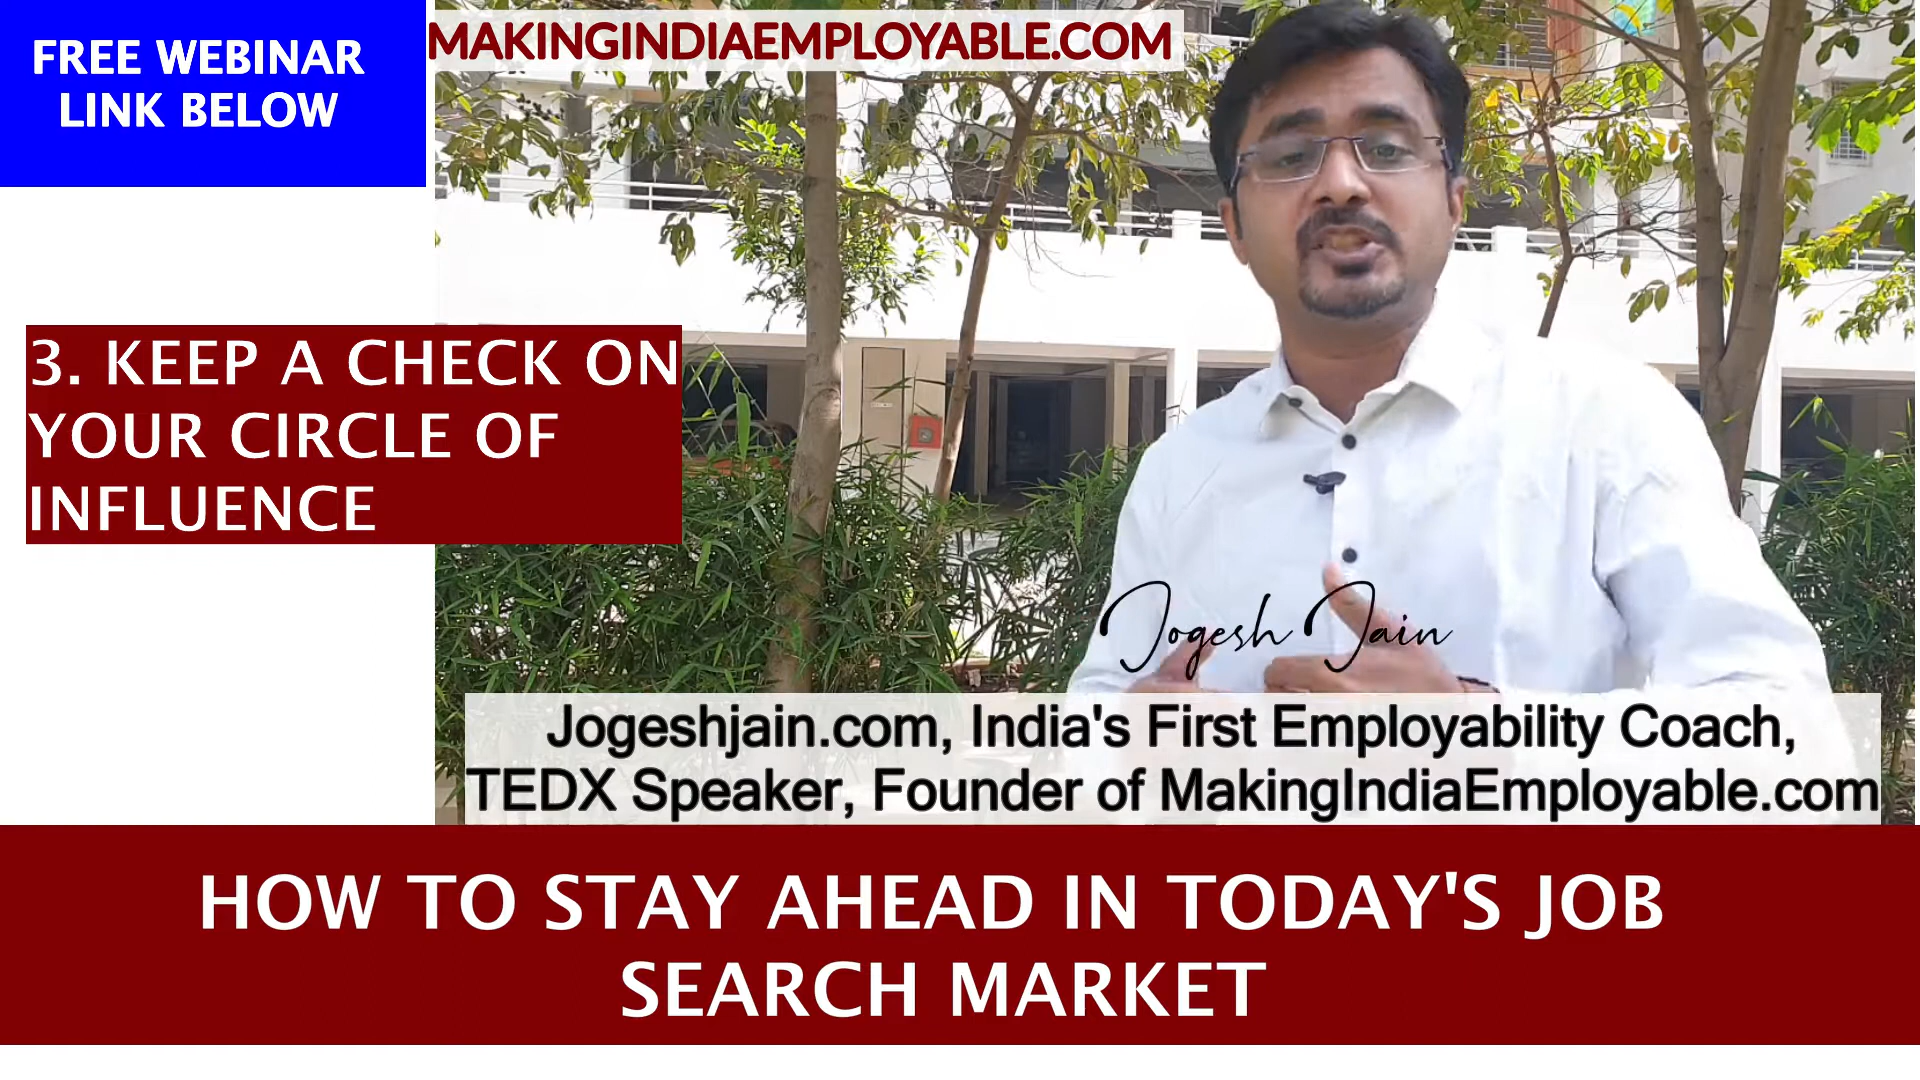 FREE WEBINAR
LINK BELOW
MAKINGINDIAEMPLOYABLE.COM
3. KEEP A CHECK ON
YOUR CIRCLE OF
INFLUENCE
Jogesh Jain
Jogeshjain.com, India's First Employability Coach,
TEDX Speaker, Founder of MakingIndiaEmployable.com
HOW TO STAY AHEAD IN TODAY'S JOB
SEARCH MARKET